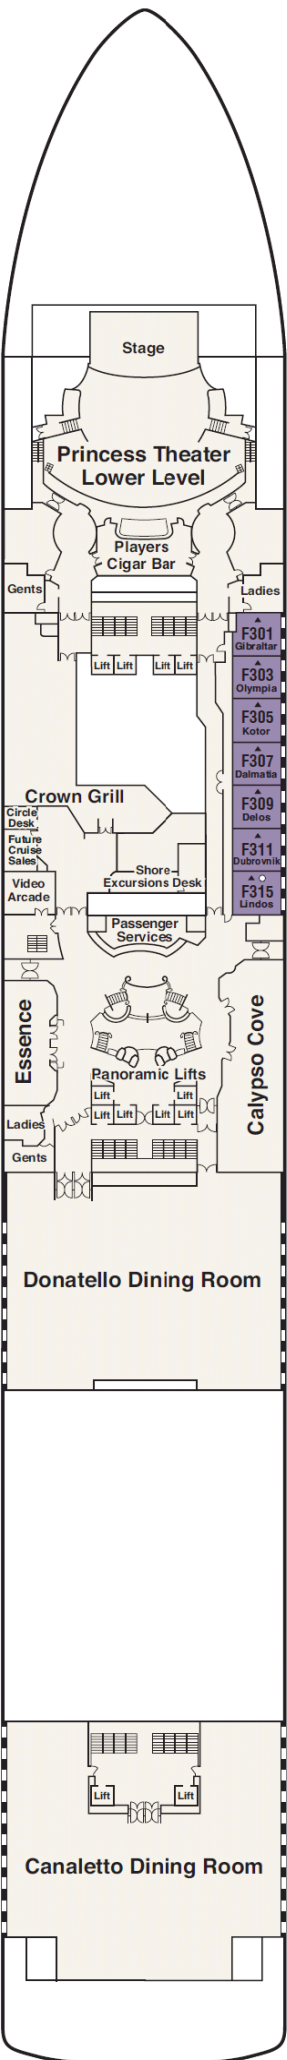 Stage
Princess Theater
Lower Level
Players
Cigar Bar
Gents
Ladies
F301
Gibraltar
Lift Lift Lift Lift
F303
Olympia
F305
Kotor
F307
Dalmatia
Crown Grill
F309
Delos
Circle
Desk
Future
Cruise
Sales
F311
Dubrovnik
Shore
Excursions Desk
Video
Arcade
F315
Lindos
Passenger
Services
Essence
Calypso Cove
Panoramic Lifts
Lift Lift
Lift Lift Lift Lift
Ladies
Gents
Donatello Dining Room
Lift Lift
Canaletto Dining Room